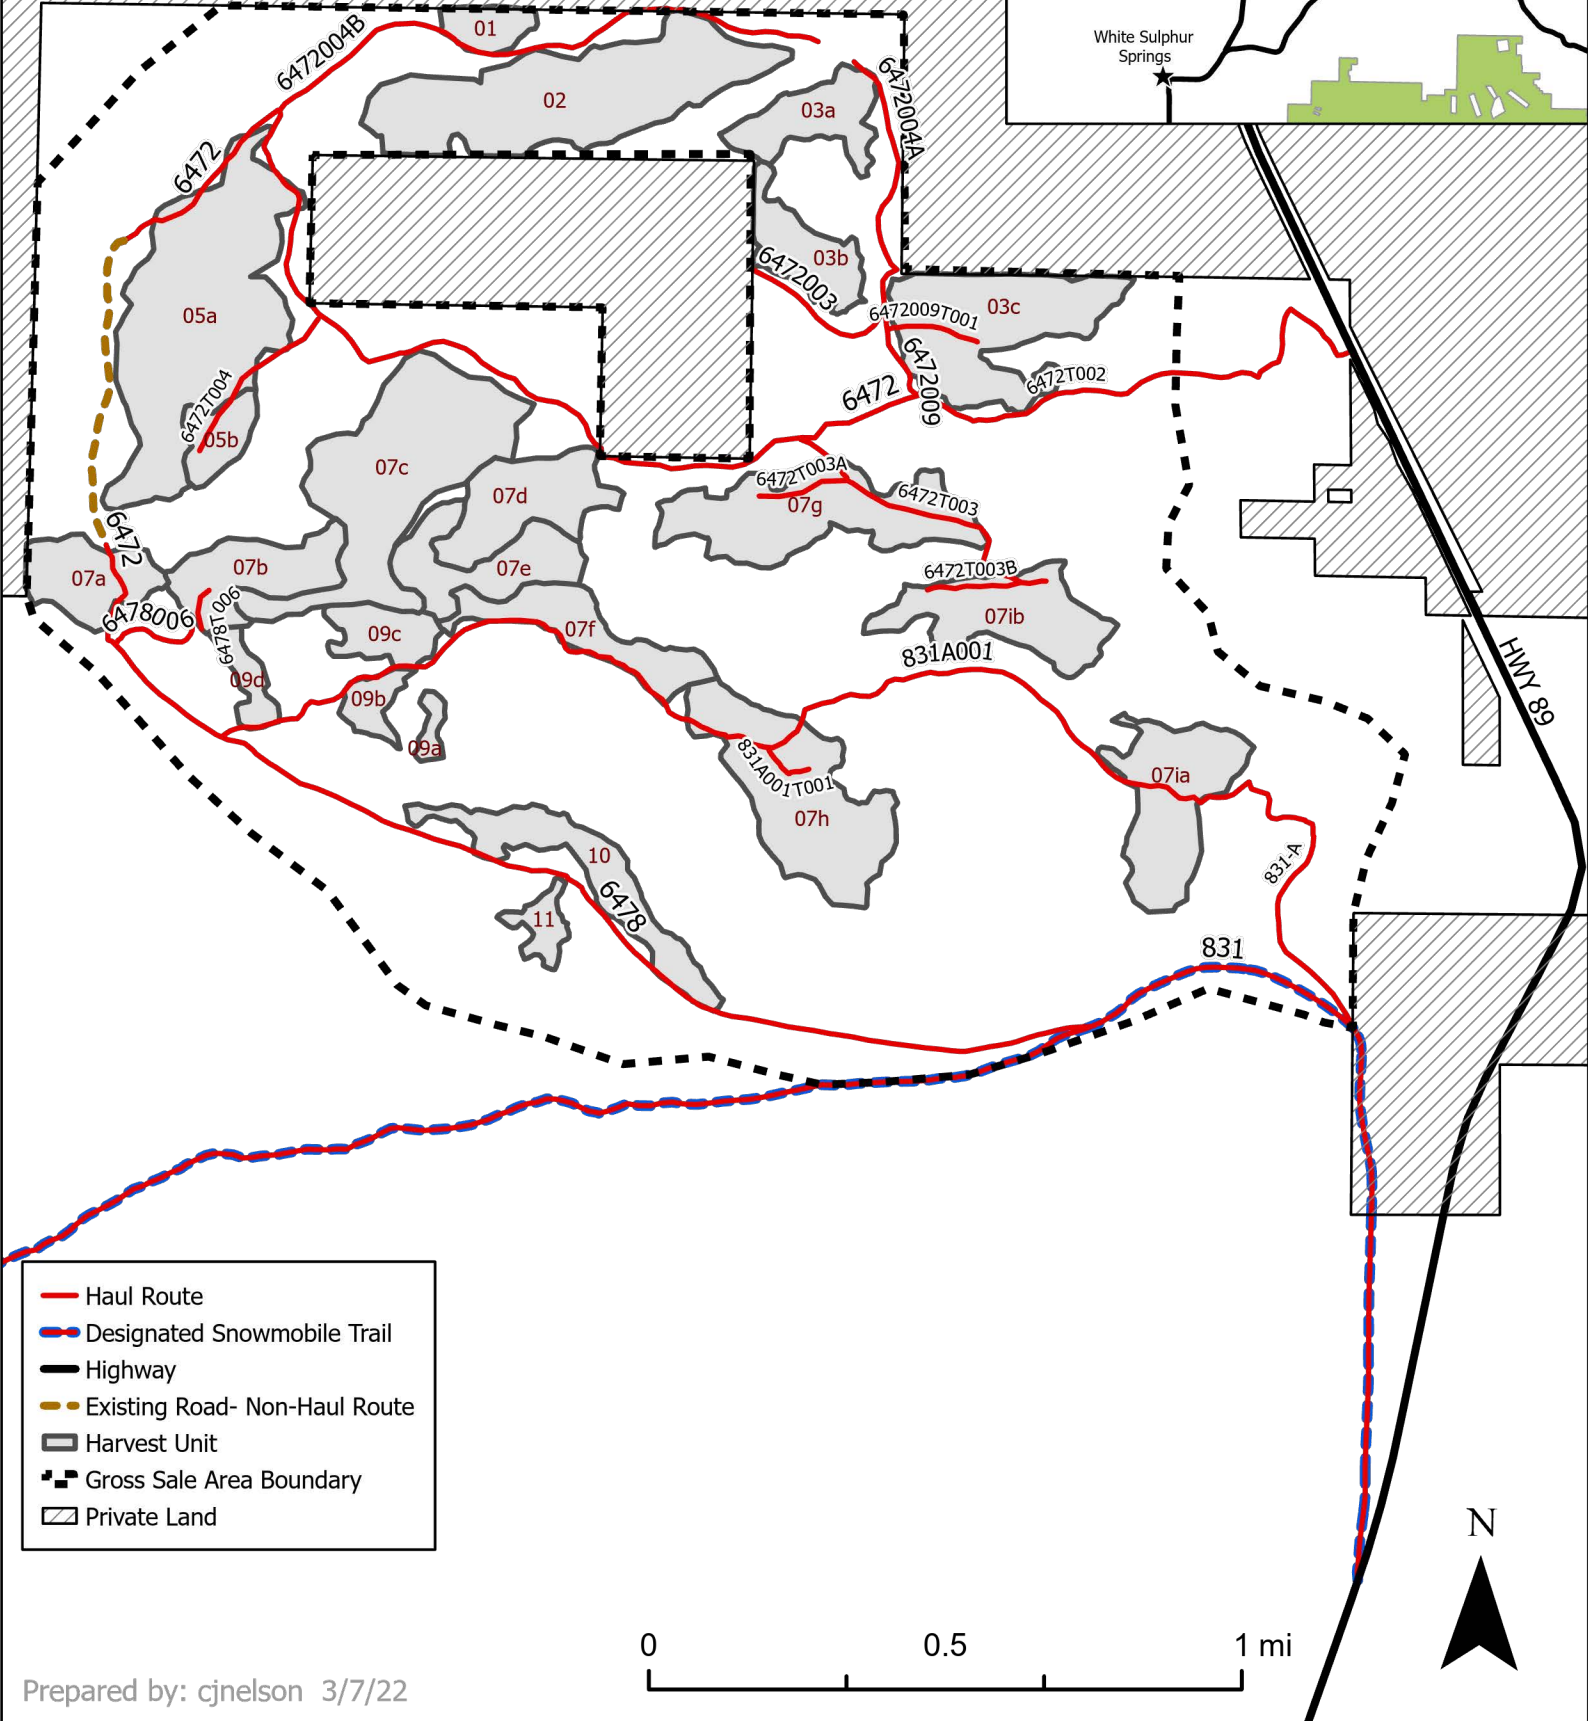 White Sulphur
Springs
01
6472004B
02
03a
6472004A
6472
05a
03b
6472003
03c
6472009T001
6472009
6472T002
6472
6472T004
05b
07c
07d
6472T003A
07g
6472T003
6472
07a
07b
07e
6472T003B
07ib
6478006
6478T006
09c
07f
831A001
09d
09b
09a
HWY 89
831A001T001
07ia
07h
10
831-A
6478
11
831
Haul Route
Designated Snowmobile Trail
Highway
Existing Road- Non-Haul Route
Harvest Unit
Gross Sale Area Boundary
Private Land
N
0 0.5 1 mi
Prepared by: cjnelson 3/7/22